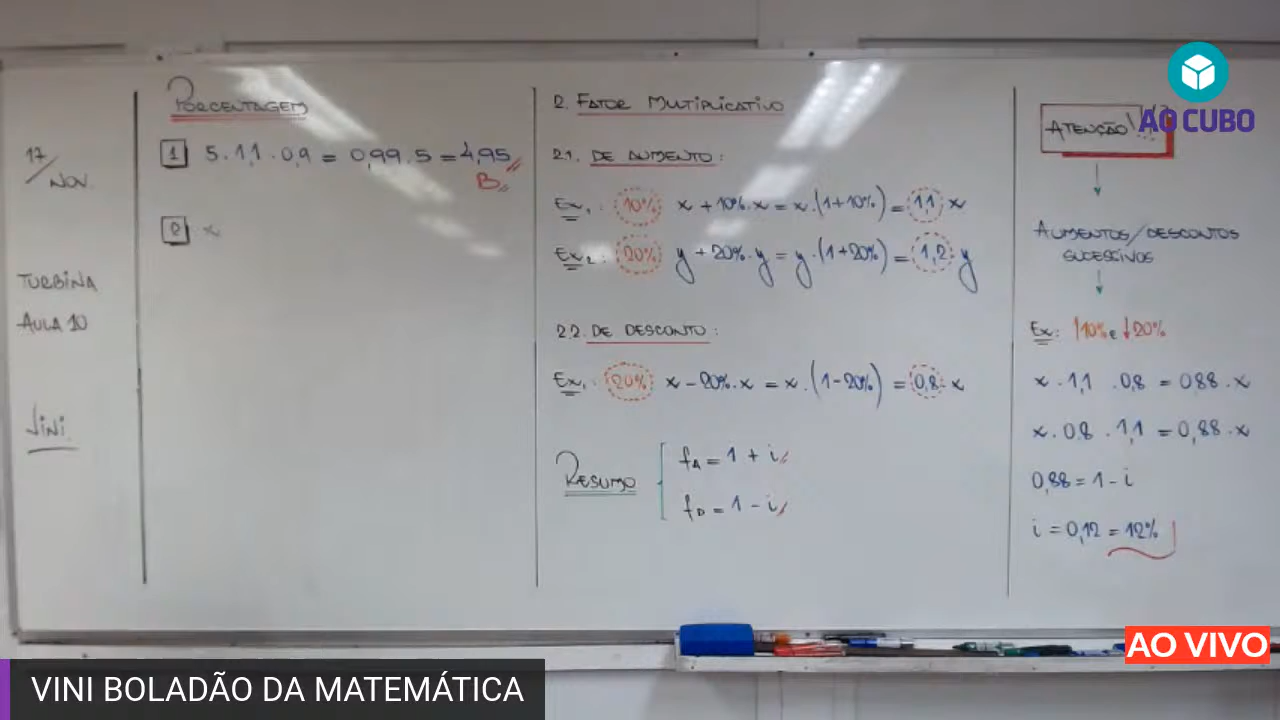 17/NOV.
TURBINA
AULA 10
Vini
PORCENTAGEM
1 5 · 1,1 · 0,9 = 0,99 · 5 = 4,95
B
2 x
2. FATOR MULTIPLICATIVO
2.1. DE AUMENTO:
Ex1: 10% x + 10% · x = x · (1 + 10%) = 1,1 · x
Ex2: 20% y + 20% · y = y · (1 + 20%) = 1,2 · y
2.2. DE DESCONTO:
Ex1: 20% x − 20% · x = x · (1 − 20%) = 0,8 · x
RESUMO
fA = 1 + i
fD = 1 − i
ATENÇÃO!!!
AUMENTOS/DESCONTOS
SUCESSIVOS
Ex: ↑10% e ↓20%
x · 1,1 · 0,8 = 0,88 · x
x · 0,8 · 1,1 = 0,88 · x
0,88 = 1 − i
i = 0,12 = 12%
AO CUBO
AO VIVO
VINI BOLADÃO DA MATEMÁTICA